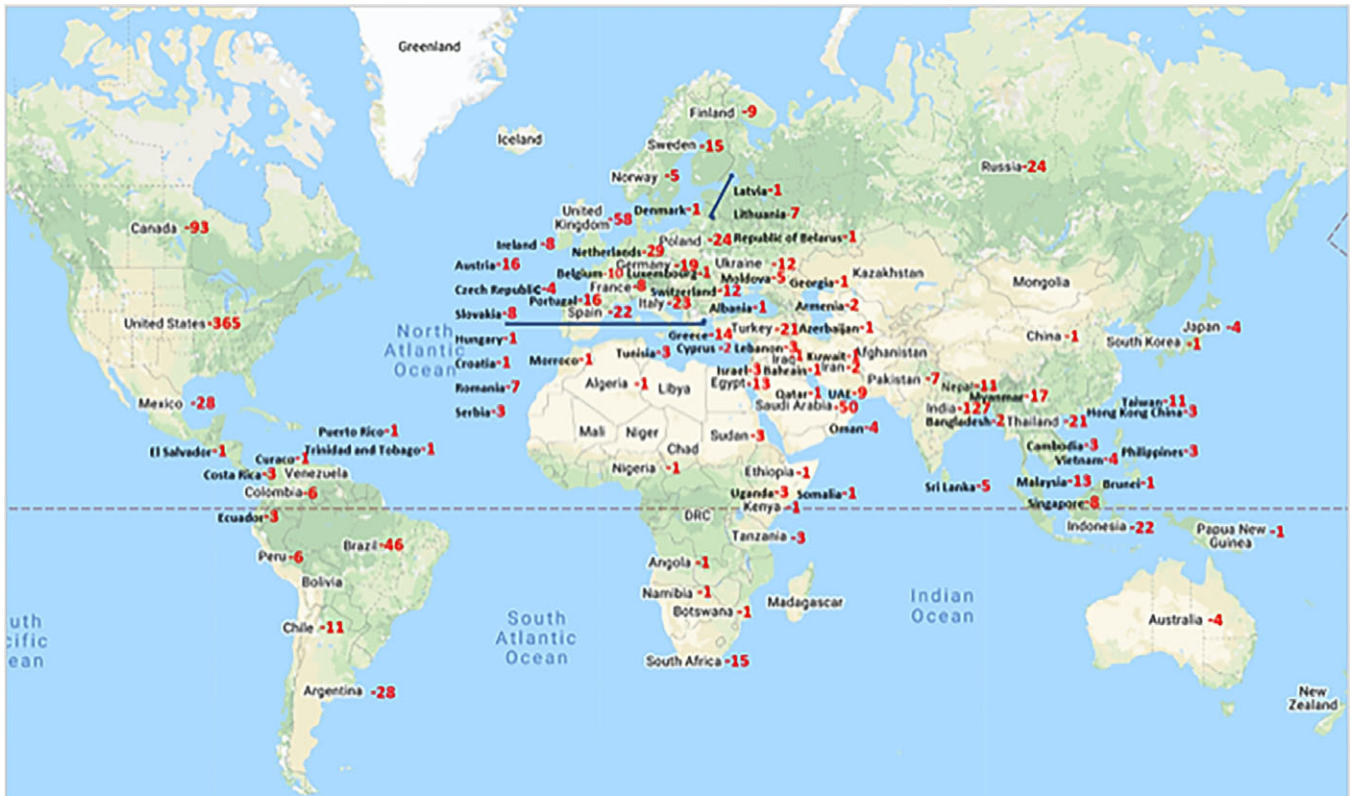 Greenland
Finland -9
Iceland
Sweden -15
Russia-24
Norway -5
Latvia-1
United
Kingdom -58
Denmark-1
Lithuania-7
Canada -93
Ireland -8
Netherlands-29
Poland -24
Republic of Belarus-1
Austria-16
Germany -19
Ukraine -12
Belgium-10
Luxembourg-1
Moldova-5
Georgia-1
Kazakhstan
Mongolia
Czech Republic-4
France-8
Switzerland-12
Portugal-16
Italy-23
Albania-1
Armenia-2
Slovakia-8
Spain -22
United States-365
North
Atlantic
Ocean
Greece-14
Turkey-21
Azerbaijan-1
China -1
Japan -4
South Korea -1
Hungary-1
Cyprus -2
Lebanon-3
Croatia-1
Morroco-1
Tunisia-3
Iraq
Kuwait-1
Afghanistan
Israel-3
Bahrain-1
Iran-2
Romania-7
Algeria -1
Libya
Egypt-13
Pakistan -7
Nepal-11
Myanmar-17
Qatar-1
UAE-9
Taiwan-11
Mexico -28
Serbia-3
Saudi Arabia-50
India-127
Hong Kong China-3
Bangladesh-2
Thailand -21
Oman-4
Puerto Rico-1
Mali
Niger
Sudan-3
El Salvador-1
Trinidad and Tobago-1
Chad
Cambodia-3
Philippines-3
Curaco-1
Vietnam-4
Costa Rica-3
Venezuela
Nigeria -1
Ethiopia-1
Colombia-6
Uganda-3
Somalia-1
Sri Lanka-5
Malaysia-13
Brunei-1
Kenya -1
Singapore-8
Ecuador-3
DRC
Indonesia -22
Papua New
Guinea -1
Tanzania -3
Brazil-46
Peru-6
Angola -1
Bolivia
Namibia -1
Madagascar
Indian
Ocean
Botswana -1
South
Atlantic
Ocean
uth
cific
ean
Chile -11
Australia -4
South Africa -15
Argentina -28
New
Zealand